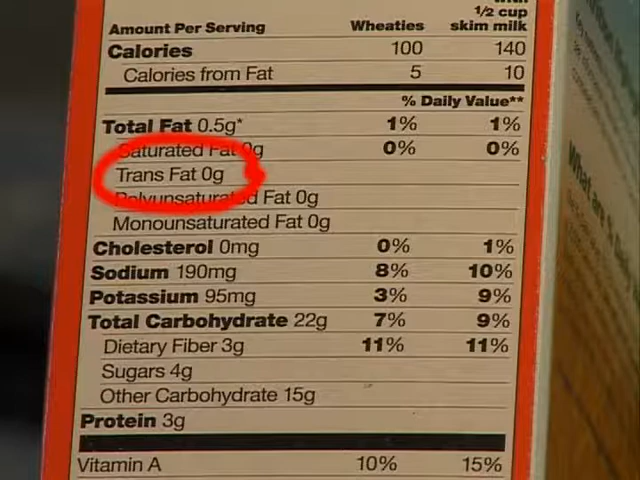 with
1/2 cup
Amount Per Serving Wheaties skim milk
Calories 100 140
Calories from Fat 5 10
% Daily Value**
Total Fat 0.5g* 1% 1%
Saturated Fat 0g 0% 0%
Trans Fat 0g
Polyunsaturated Fat 0g
Monounsaturated Fat 0g
Cholesterol 0mg 0% 1%
Sodium 190mg 8% 10%
Potassium 95mg 3% 9%
Total Carbohydrate 22g 7% 9%
Dietary Fiber 3g 11% 11%
Sugars 4g
Other Carbohydrate 15g
Protein 3g
Vitamin A 10% 15%
What are